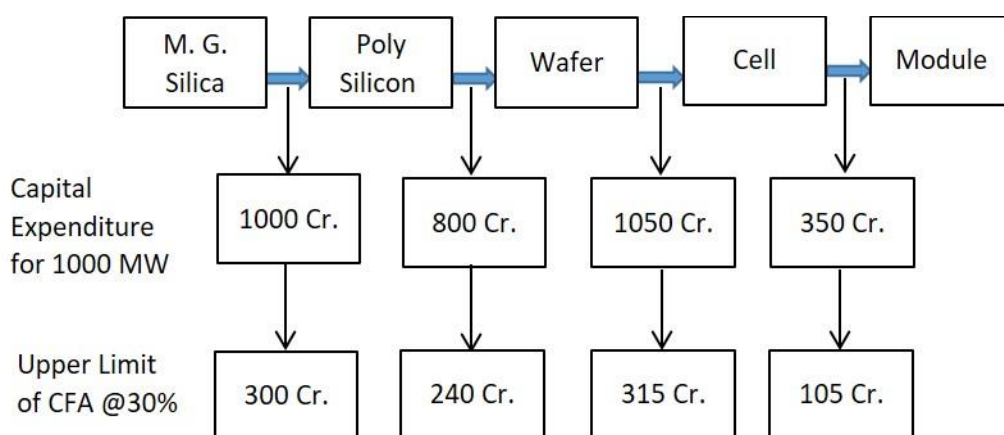 M. G.
Silica
Poly
Silicon
Wafer
Cell
Module
Capital
Expenditure
for 1000 MW
1000 Cr.
800 Cr.
1050 Cr.
350 Cr.
Upper Limit
of CFA @30%
300 Cr.
240 Cr.
315 Cr.
105 Cr.